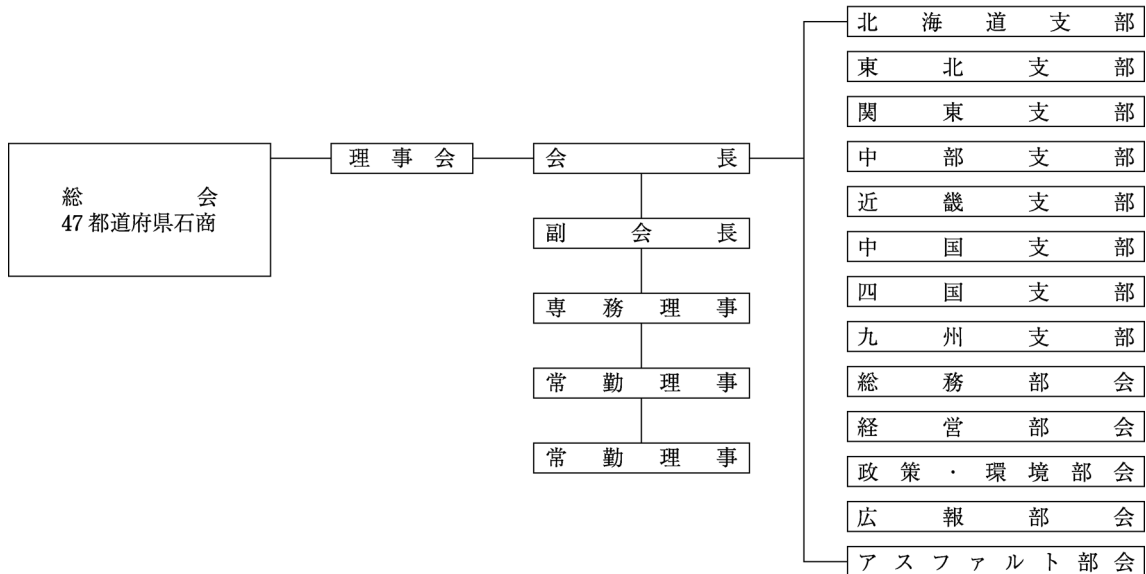 総会
47都道府県石商
理事会
会長
副会長
専務理事
常勤理事
常勤理事
北海道支部
東北支部
関東支部
中部支部
近畿支部
中国支部
四国支部
九州支部
総務部会
経営部会
政策・環境部会
広報部会
アスファルト部会